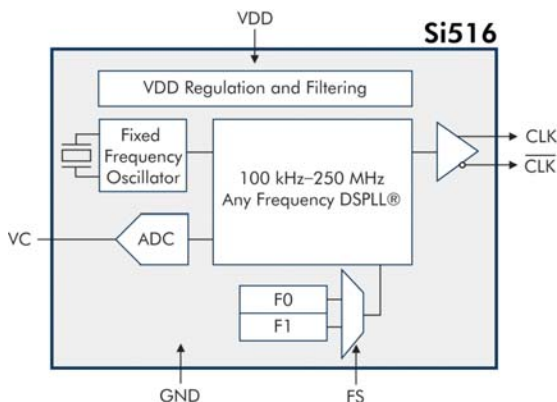 VDD
Si516
VDD Regulation and Filtering
Fixed
Frequency
Oscillator
100 kHz–250 MHz
Any Frequency DSPLL®
CLK
CLK
VC
ADC
F0
F1
GND
FS